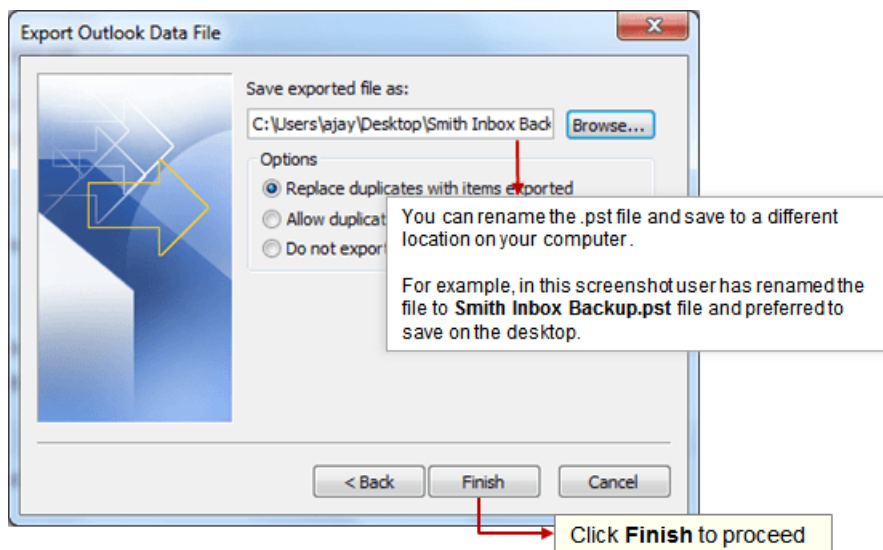 Export Outlook Data File
Save exported file as:
C:\Users\ajay\Desktop\Smith Inbox Back
Browse...
Options
Replace duplicates with items exported
Allow duplicat
Do not export
You can rename the .pst file and save to a different
location on your computer.
For example, in this screenshot user has renamed the
file to Smith Inbox Backup.pst file and preferred to
save on the desktop.
< Back
Finish
Cancel
Click Finish to proceed